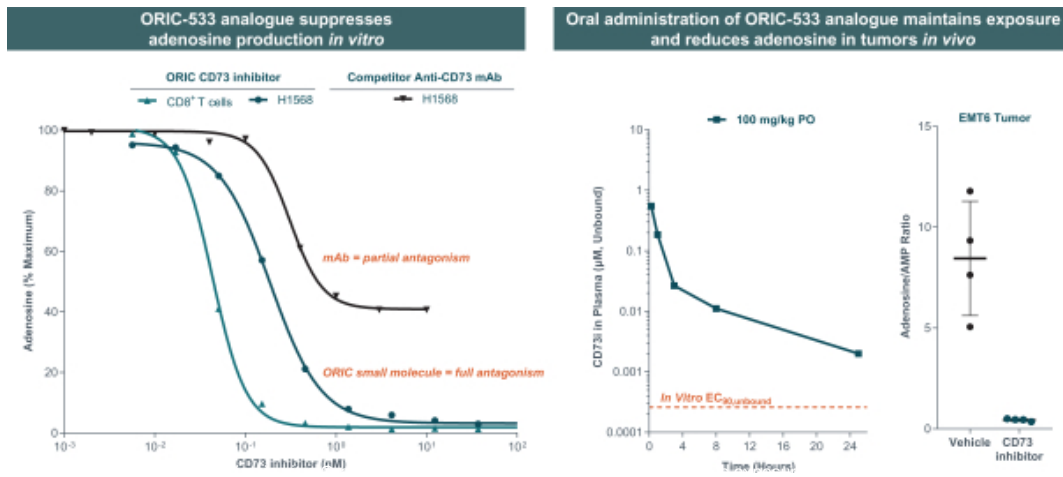 ORIC-533 analogue suppresses
adenosine production in vitro
ORIC CD73 inhibitor
Competitor Anti-CD73 mAb
CD8+ T cells
H1568
H1568
100
80
60
40
20
0
Adenosine (% Maximum)
mAb = partial antagonism
ORIC small molecule = full antagonism
10⁻³
10⁻²
10⁻¹
10⁰
10¹
10²
CD73 inhibitor
Oral administration of ORIC-533 analogue maintains exposure
and reduces adenosine in tumors in vivo
100 mg/kg PO
10
1
0.1
0.01
0.001
0.0001
CD73i in Plasma (µM, Unbound)
In Vitro EC90,unbound
0
4
8
12
16
20
24
Time (Hours)
EMT6 Tumor
15
10
5
0
Adenosine/AMP Ratio
Vehicle
CD73
inhibitor